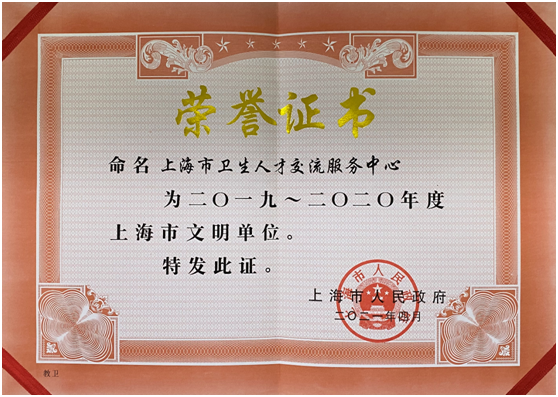 荣誉证书
命名 上海市卫生人才交流服务中心
为二〇一九～二〇二〇年度
上海市文明单位。
特发此证。
上海市人民政府
二〇二一年四月
教卫